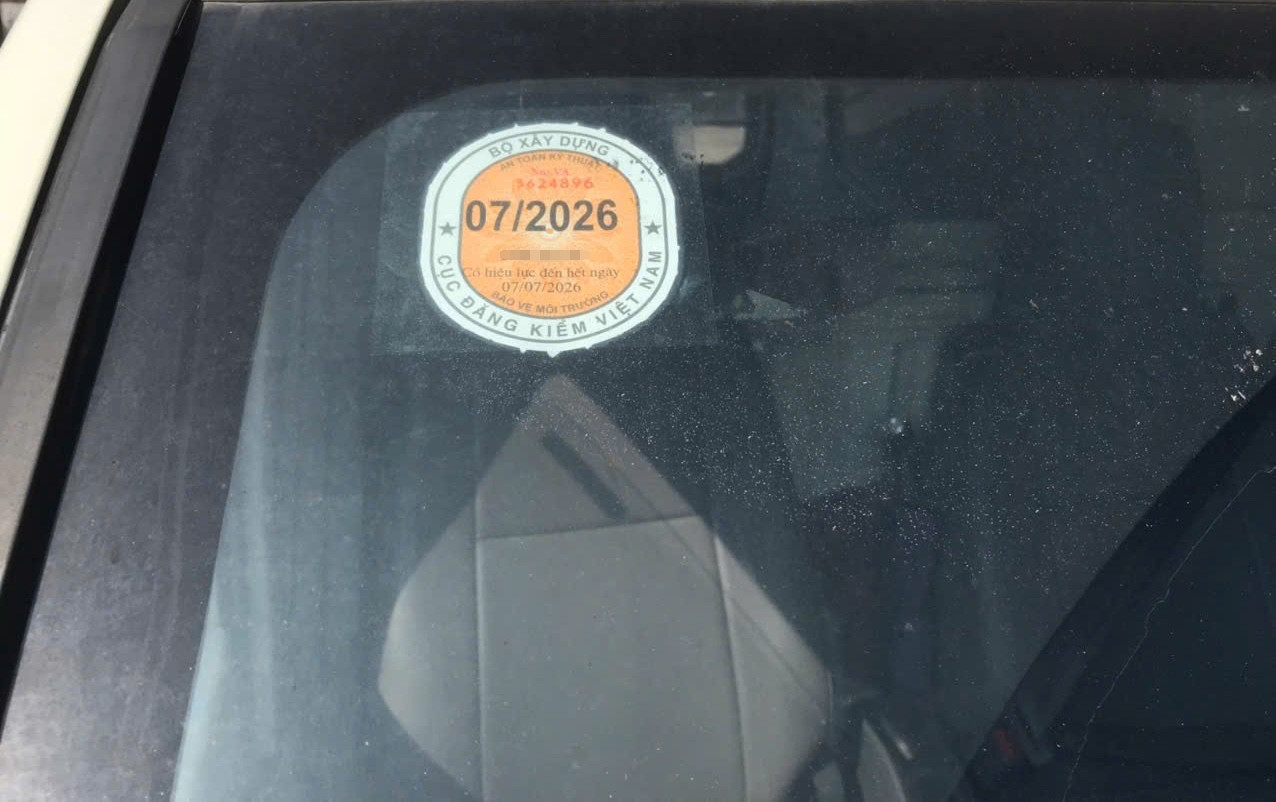 BỘ XÂY DỰNG
AN TOÀN KỸ THUẬT
3624896
07/2026
Có hiệu lực đến hết ngày
07/07/2026
BẢO VỆ MÔI TRƯỜNG
CỤC ĐĂNG KIỂM VIỆT NAM